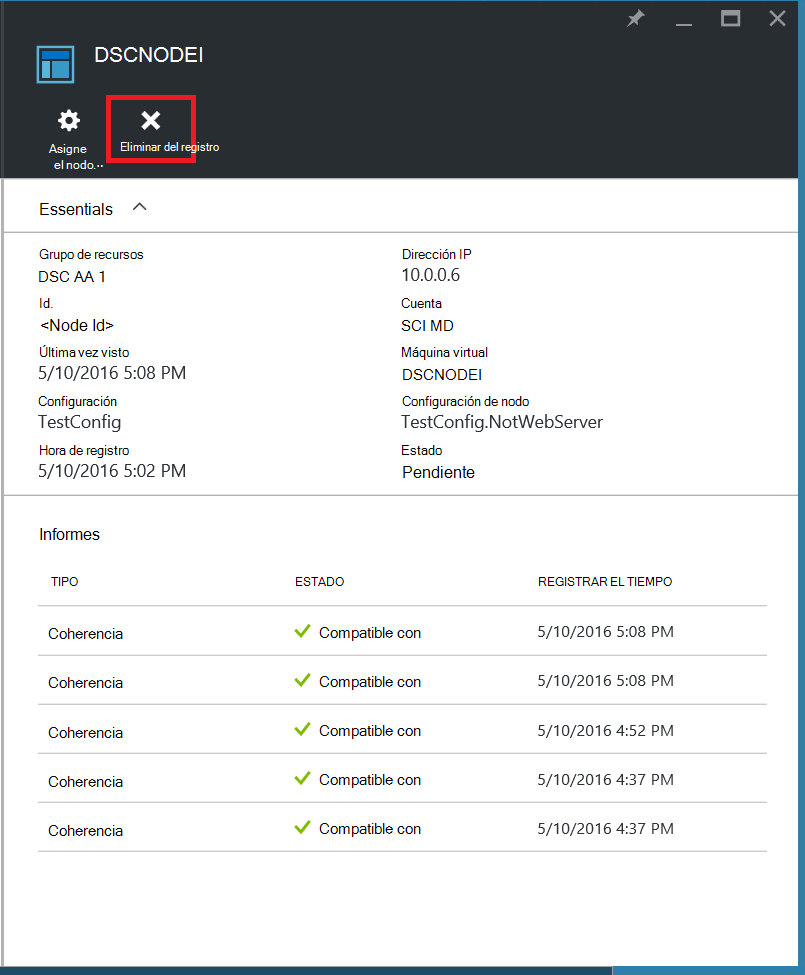 DSCNODEI
Asigne
el nodo...
Eliminar del registro
Essentials
Grupo de recursos
DSC AA 1
Dirección IP
10.0.0.6
Id.
<Node Id>
Cuenta
SCI MD
Última vez visto
5/10/2016 5:08 PM
Máquina virtual
DSCNODEI
Configuración
TestConfig
Configuración de nodo
TestConfig.NotWebServer
Hora de registro
5/10/2016 5:02 PM
Estado
Pendiente
Informes
TIPO ESTADO REGISTRAR EL TIEMPO
Coherencia Compatible con 5/10/2016 5:08 PM
Coherencia Compatible con 5/10/2016 5:08 PM
Coherencia Compatible con 5/10/2016 4:52 PM
Coherencia Compatible con 5/10/2016 4:37 PM
Coherencia Compatible con 5/10/2016 4:37 PM